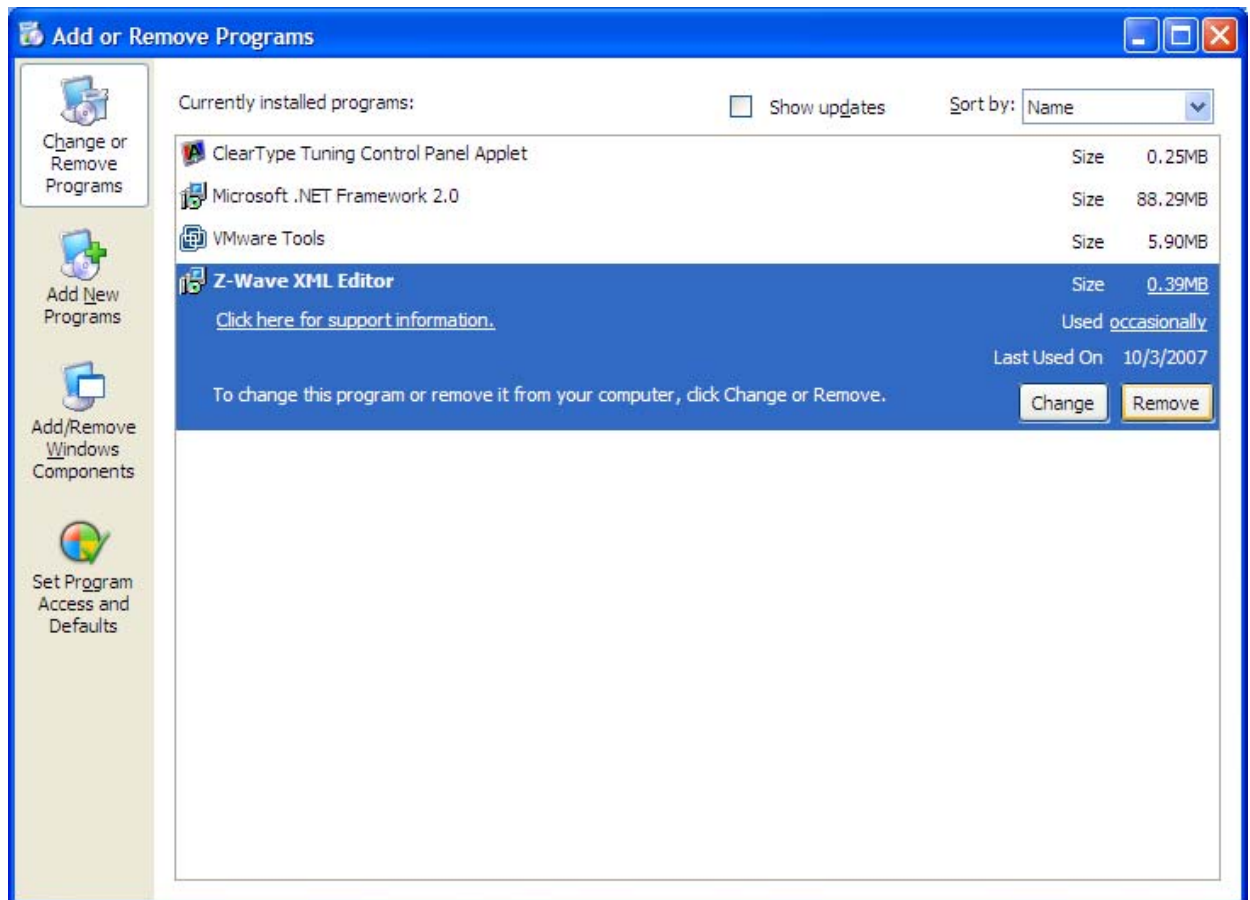 Add or Remove Programs
Change or
Remove
Programs
Add New
Programs
Add/Remove
Windows
Components
Set Program
Access and
Defaults
Currently installed programs:
Show updates
Sort by: Name
ClearType Tuning Control Panel Applet Size 0.25MB
Microsoft .NET Framework 2.0 Size 88.29MB
VMware Tools Size 5.90MB
Z-Wave XML Editor Size 0.39MB
Click here for support information. Used occasionally
Last Used On 10/3/2007
To change this program or remove it from your computer, click Change or Remove. Change Remove